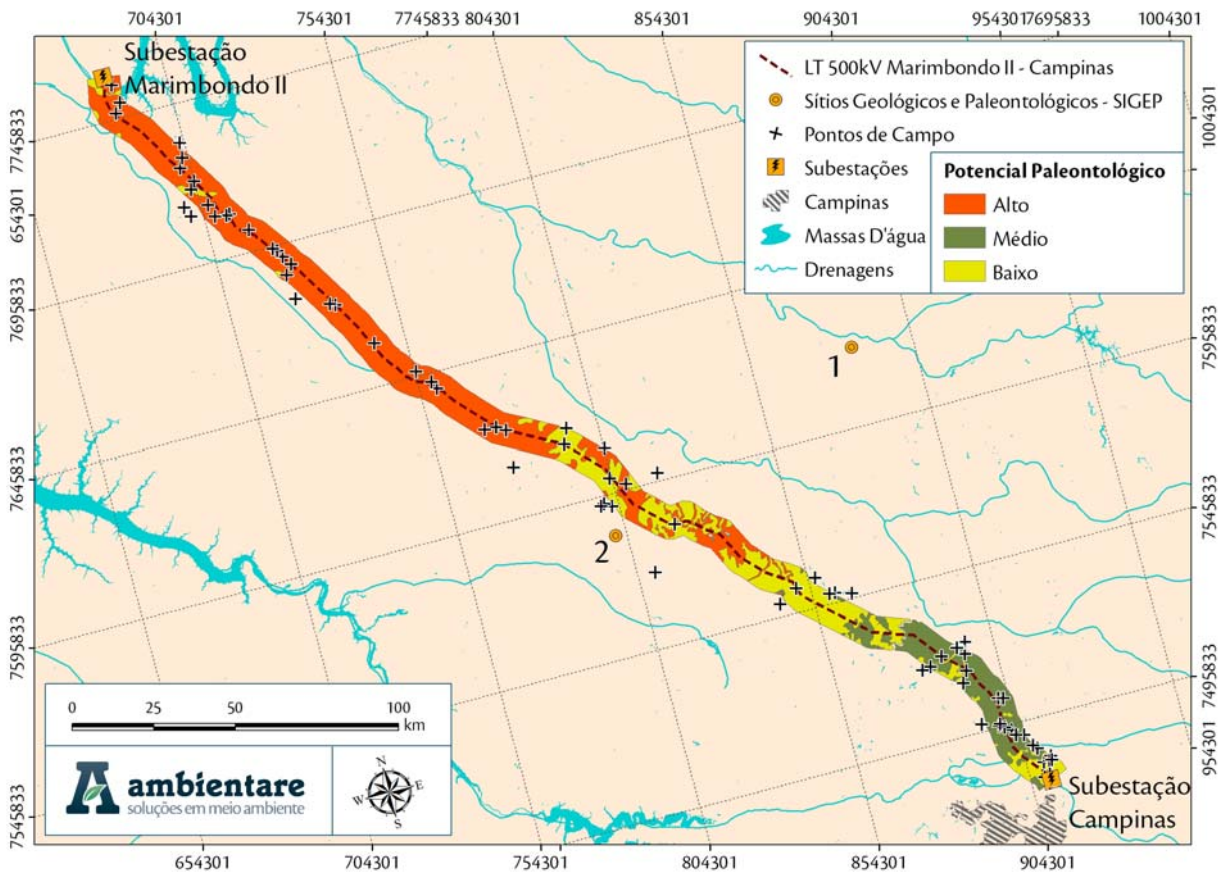 704301 754301 7745833 804301 854301 904301 954301 7695833 1004301
Subestação
Marimbondo II
LT 500kV Marimbondo II - Campinas
Sítios Geológicos e Paleontológicos - SIGEP
Pontos de Campo
Subestações
Campinas
Massas D'água
Drenagens
Potencial Paleontológico
Alto
Médio
Baixo
7745833
654301
7695833
7645833
7595833
7545833
1004301
7595833
7545833
7495833
954301
1
2
0 25 50 100
km
ambientare
soluções em meio ambiente
N
W E
S
Subestação
Campinas
654301 704301 754301 804301 854301 904301